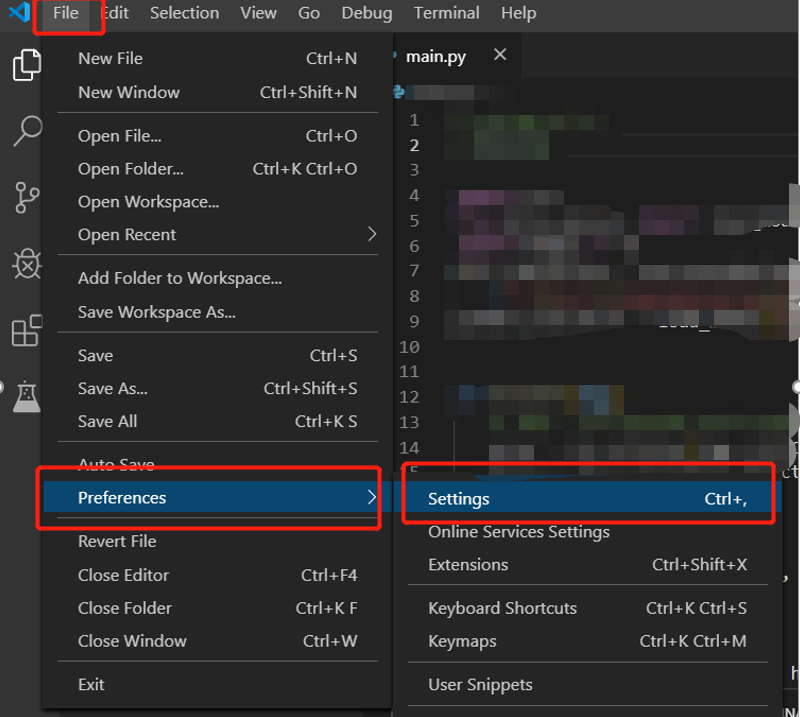 File Edit Selection View Go Debug Terminal Help
main.py
New File Ctrl+N
New Window Ctrl+Shift+N
Open File... Ctrl+O
Open Folder... Ctrl+K Ctrl+O
Open Workspace...
Open Recent
Add Folder to Workspace...
Save Workspace As...
Save Ctrl+S
Save As... Ctrl+Shift+S
Save All Ctrl+K S
Auto Save
Preferences
Revert File
Close Editor Ctrl+F4
Close Folder Ctrl+K F
Close Window Ctrl+W
Exit
1
2
3
4
5
6
7
8
9
10
11
12
13
14
Settings Ctrl+,
Online Services Settings
Extensions Ctrl+Shift+X
Keyboard Shortcuts Ctrl+K Ctrl+S
Keymaps Ctrl+K Ctrl+M
User Snippets